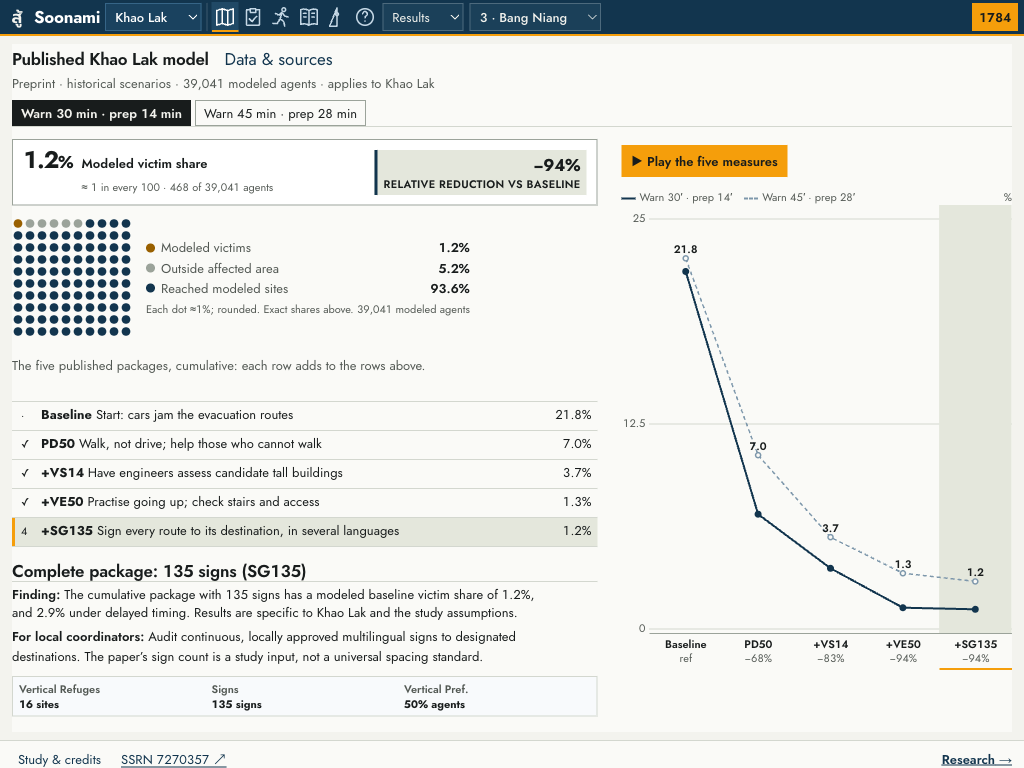 สู้ Soonami Khao Lak Results 3 · Bang Niang 1784
Published Khao Lak model Data & sources
Preprint · historical scenarios · 39,041 modeled agents · applies to Khao Lak
Warn 30 min · prep 14 min Warn 45 min · prep 28 min
1.2% Modeled victim share
≈ 1 in every 100 · 468 of 39,041 agents
−94%
RELATIVE REDUCTION VS BASELINE
Modeled victims 1.2%
Outside affected area 5.2%
Reached modeled sites 93.6%
Each dot ≈1%; rounded. Exact shares above. 39,041 modeled agents
The five published packages, cumulative: each row adds to the rows above.
· Baseline Start: cars jam the evacuation routes 21.8%
✓ PD50 Walk, not drive; help those who cannot walk 7.0%
✓ +VS14 Have engineers assess candidate tall buildings 3.7%
✓ +VE50 Practise going up; check stairs and access 1.3%
4 +SG135 Sign every route to its destination, in several languages 1.2%
Complete package: 135 signs (SG135)
Finding: The cumulative package with 135 signs has a modeled baseline victim share of 1.2%,
and 2.9% under delayed timing. Results are specific to Khao Lak and the study assumptions.
For local coordinators: Audit continuous, locally approved multilingual signs to designated
destinations. The paper's sign count is a study input, not a universal spacing standard.
Vertical Refuges Signs Vertical Pref.
16 sites 135 signs 50% agents
▶ Play the five measures
Warn 30′ · prep 14′ Warn 45′ · prep 28′ %
25
21.8
12.5
7.0
3.7
1.3
1.2
0
Baseline PD50 +VS14 +VE50 +SG135
ref −68% −83% −94% −94%
Study & credits SSRN 7270357 ↗ Research →